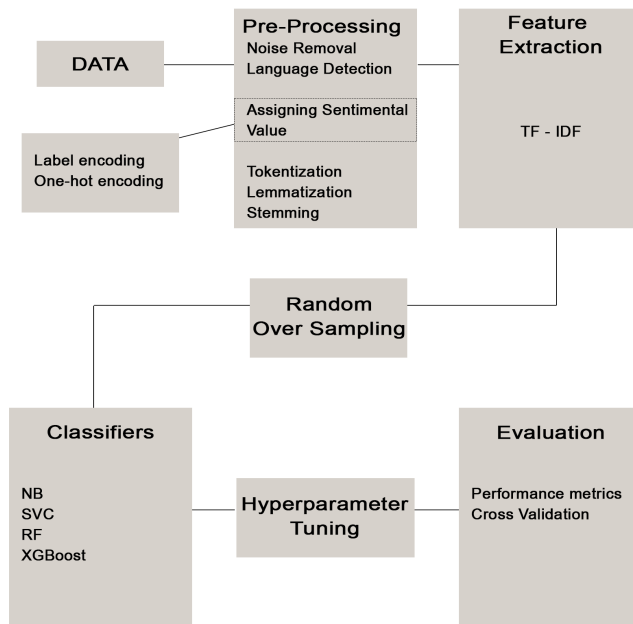 DATA
Pre-Processing
Noise Removal
Language Detection
Assigning Sentimental
Value
Tokentization
Lemmatization
Stemming
Label encoding
One-hot encoding
Feature
Extraction
TF - IDF
Random
Over Sampling
Classifiers
NB
SVC
RF
XGBoost
Hyperparameter
Tuning
Evaluation
Performance metrics
Cross Validation